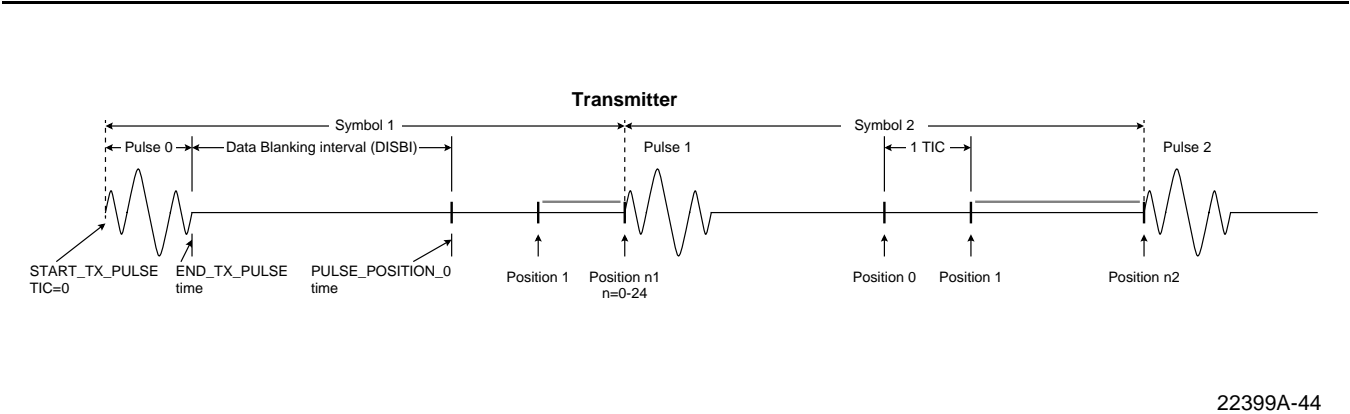 Transmitter
Symbol 1
Symbol 2
Pulse 0
Data Blanking interval (DISBI)
Pulse 1
1 TIC
Pulse 2
START_TX_PULSE
TIC=0
END_TX_PULSE
time
PULSE_POSITION_0
time
Position 1
Position n1
n=0-24
Position 0
Position 1
Position n2
22399A-44